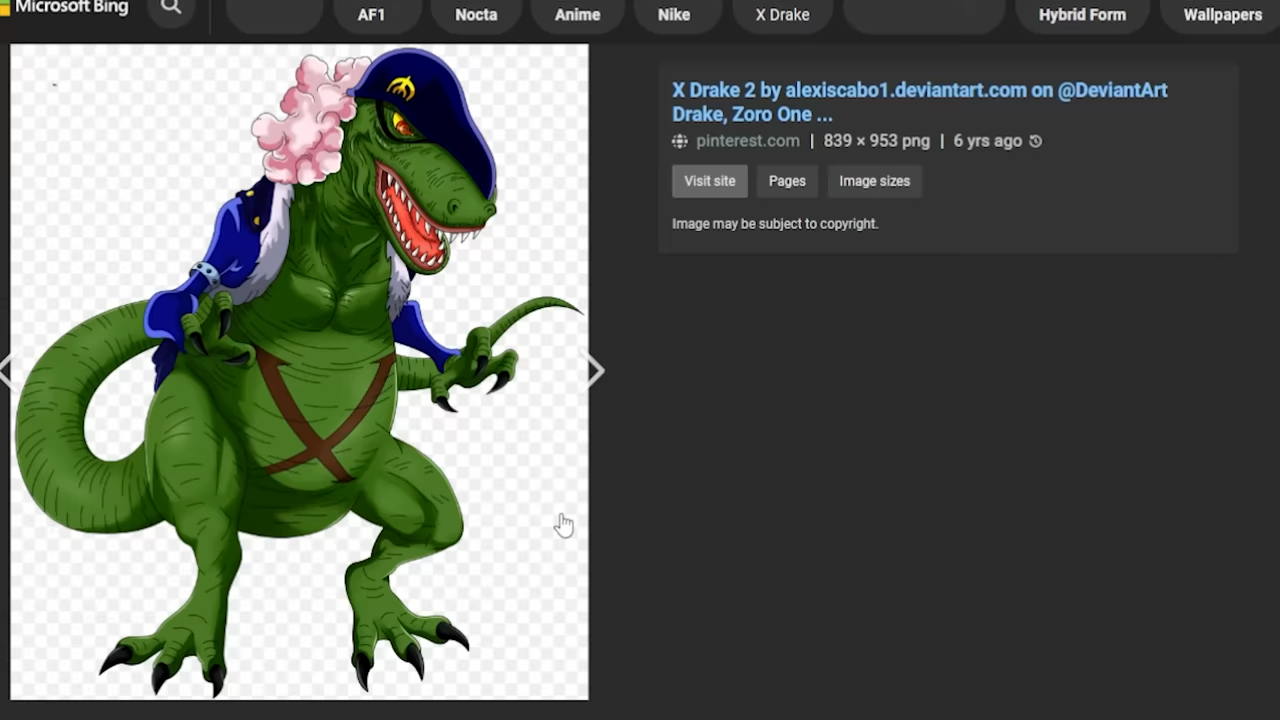 Microsoft Bing
AF1
Nocta
Anime
Nike
X Drake
Hybrid Form
Wallpapers
X Drake 2 by alexiscabo1.deviantart.com on @DeviantArt
Drake, Zoro One ...
pinterest.com | 839 × 953 png | 6 yrs ago
Visit site
Pages
Image sizes
Image may be subject to copyright.